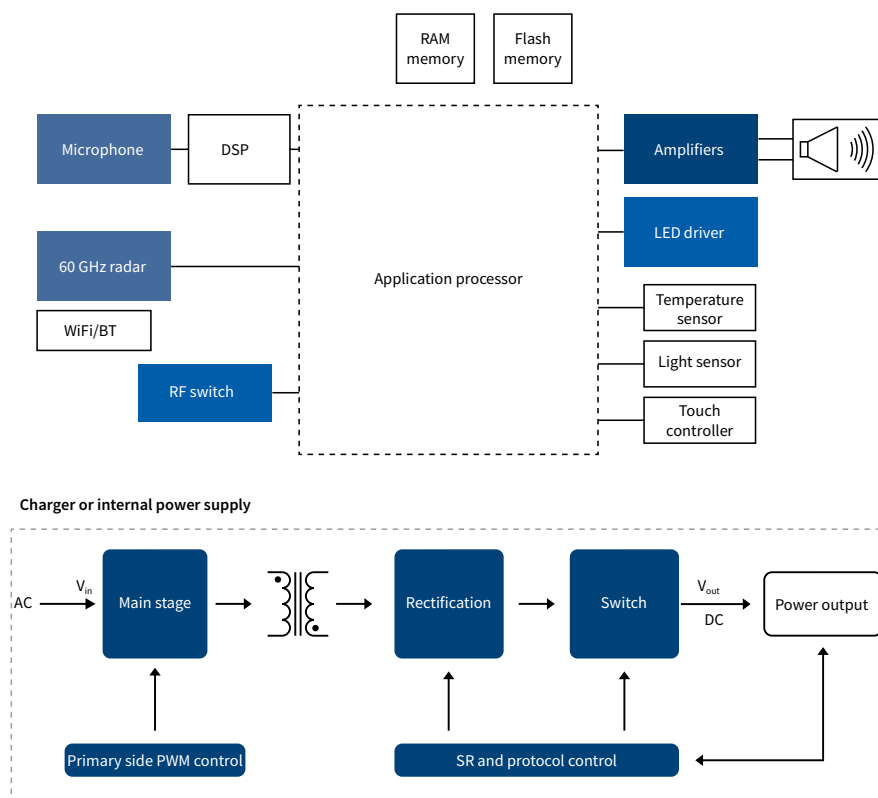 RAM
memory
Flash
memory
Microphone
DSP
Amplifiers
LED driver
60 GHz radar
Application processor
Temperature
sensor
WiFi/BT
Light sensor
RF switch
Touch
controller
Charger or internal power supply
AC
Vin
Main stage
Rectification
Switch
Vout
DC
Power output
Primary side PWM control
SR and protocol control